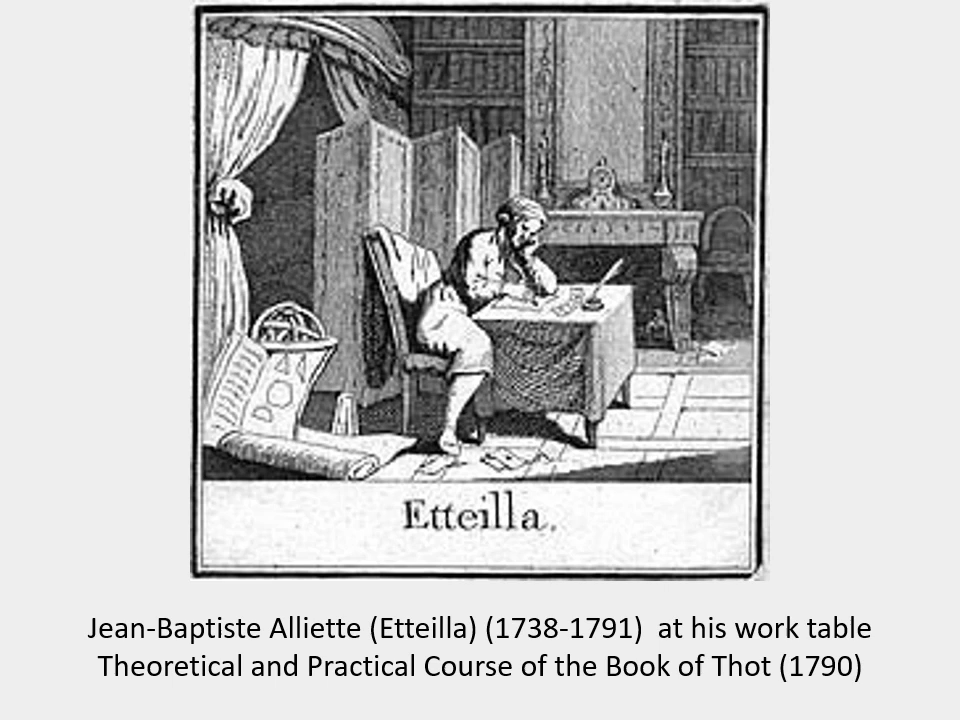 Etteilla.
Jean-Baptiste Alliette (Etteilla) (1738-1791)  at his work table
Theoretical and Practical Course of the Book of Thot (1790)